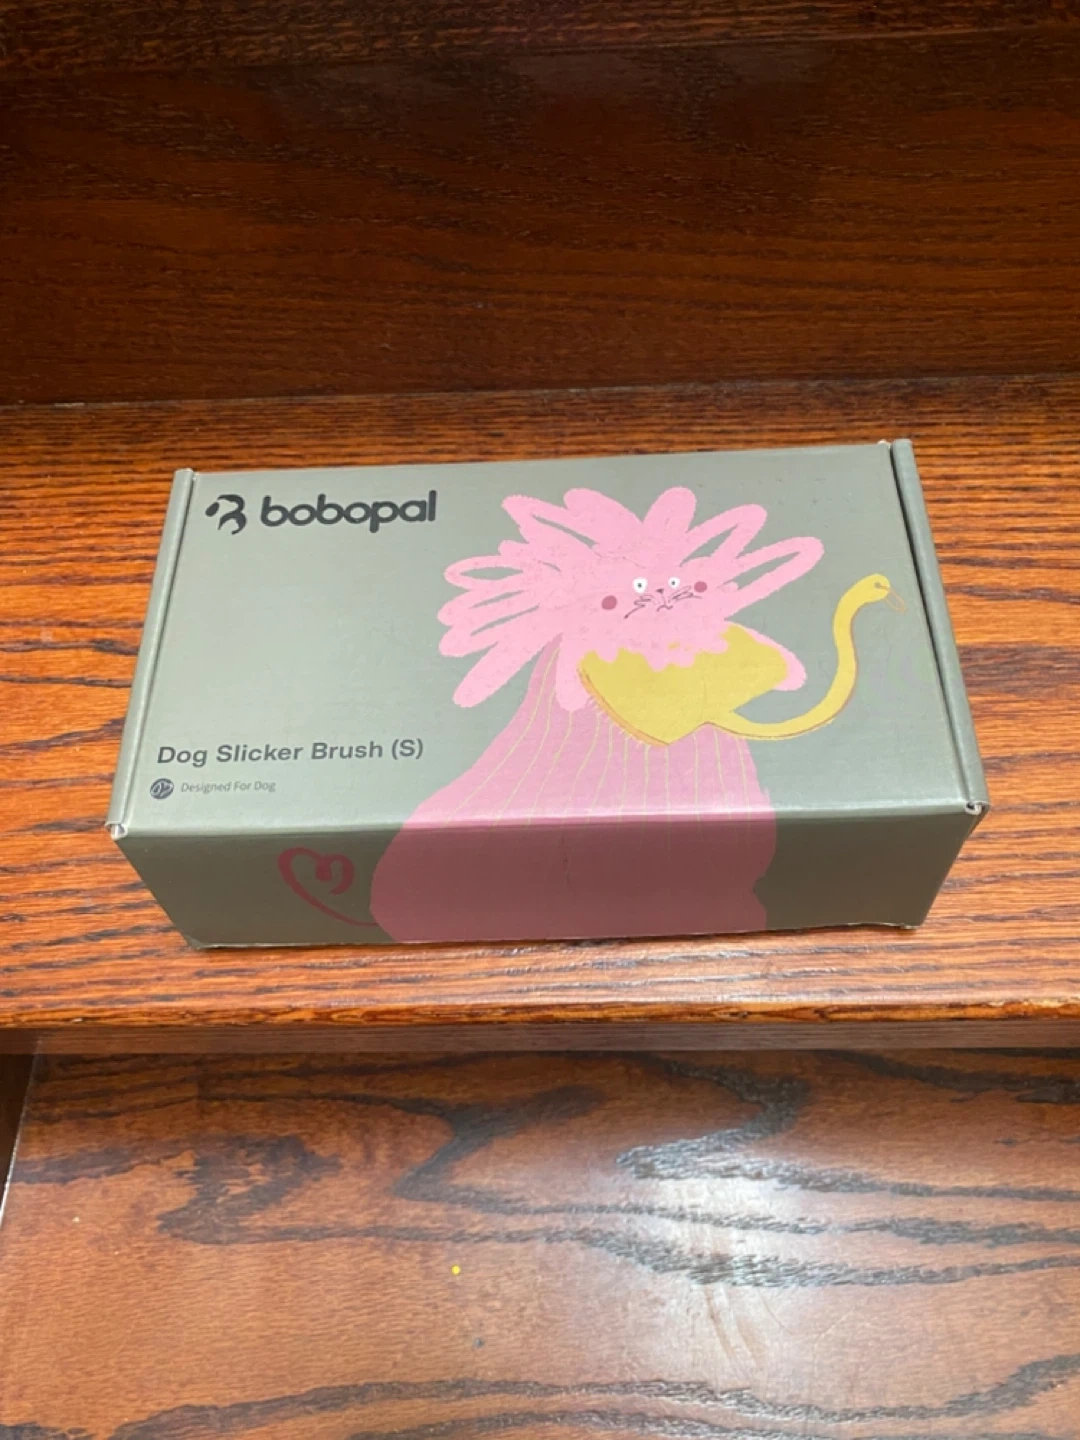 bobopal
Dog Slicker Brush (S)
Designed For Dog